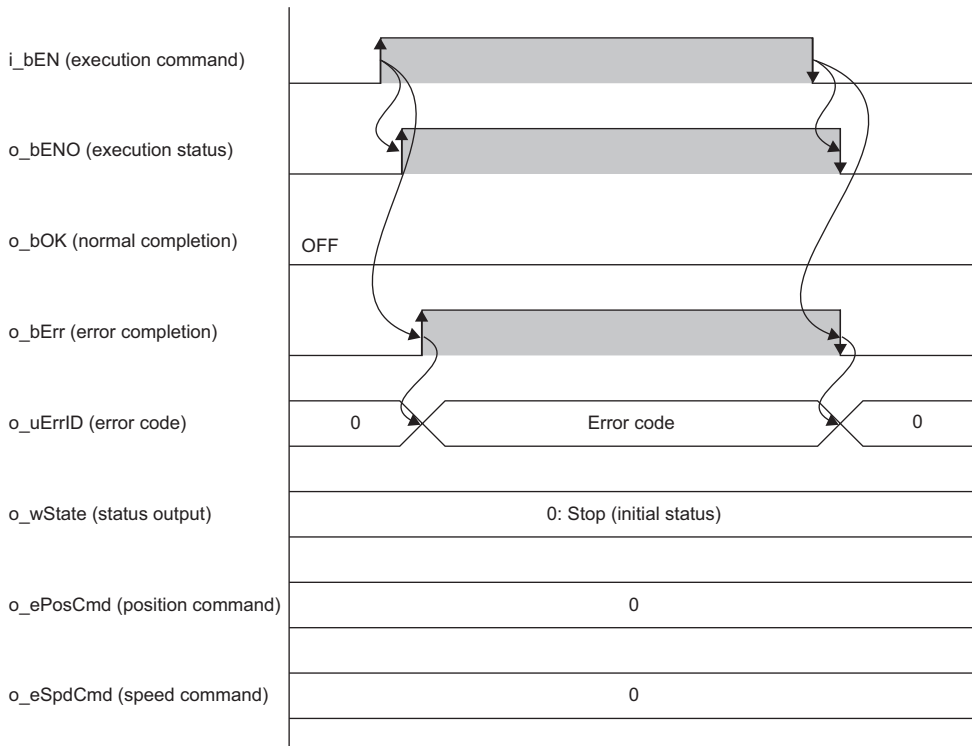 i_bEN (execution command)
o_bENO (execution status)
o_bOK (normal completion)
OFF
o_bErr (error completion)
o_uErrID (error code)
0
Error code
0
o_wState (status output)
0: Stop (initial status)
o_ePosCmd (position command)
0
o_eSpdCmd (speed command)
0